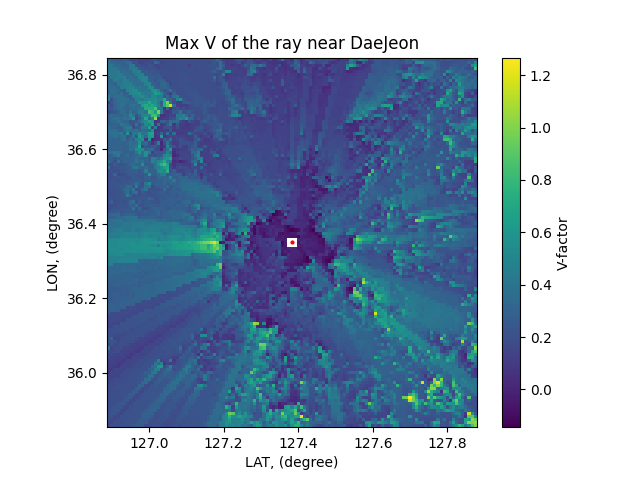 Max V of the ray near DaeJeon
36.8
36.6
36.4
36.2
36.0
LON, (degree)
127.0 127.2 127.4 127.6 127.8
LAT, (degree)
1.2
1.0
0.8
0.6
0.4
0.2
0.0
V-factor